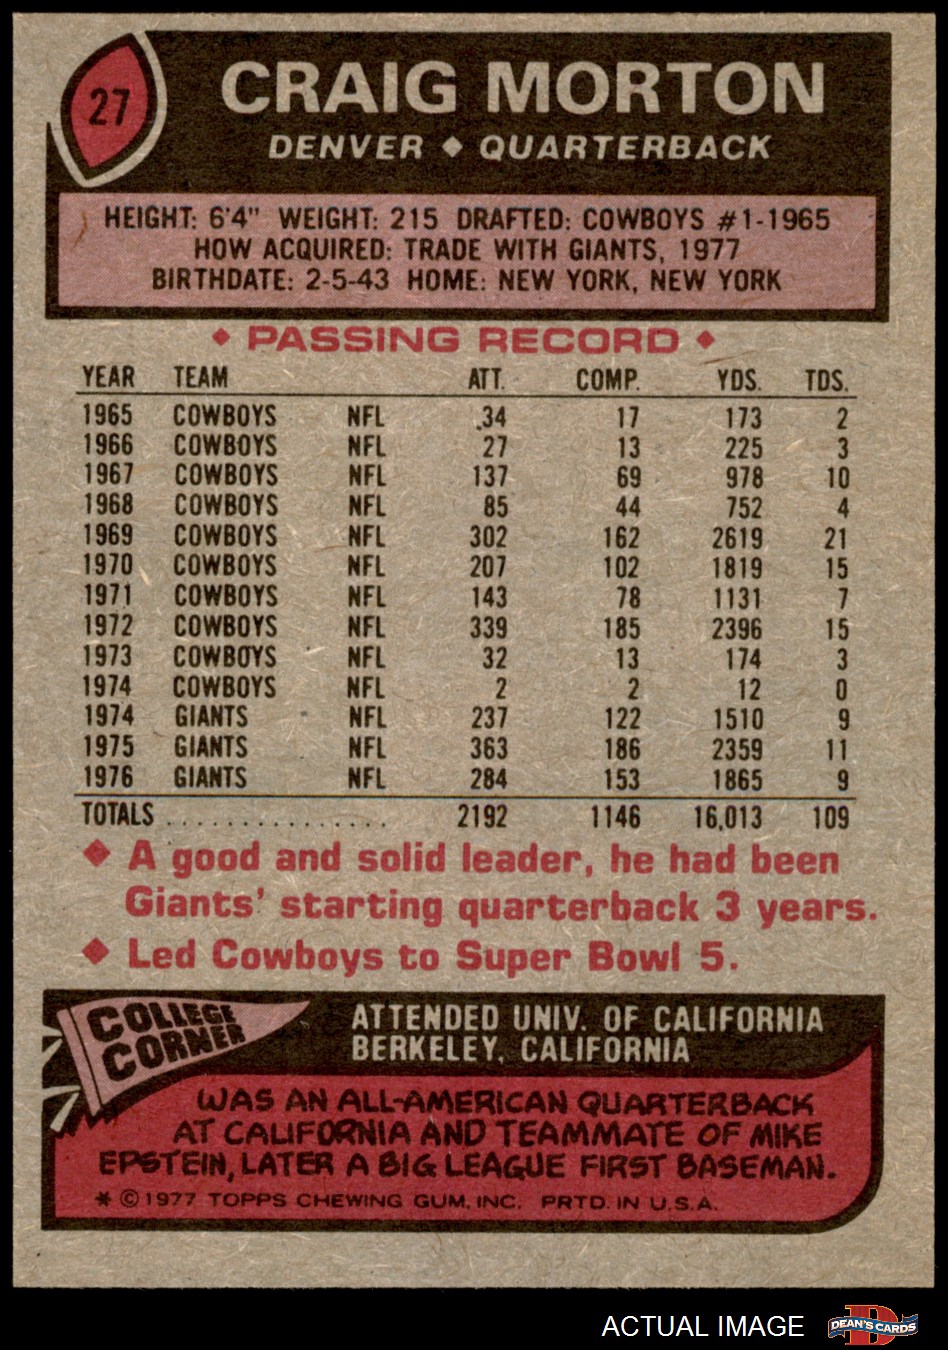 27
CRAIG MORTON
DENVER ◆ QUARTERBACK
HEIGHT: 6'4" WEIGHT: 215 DRAFTED: COWBOYS #1-1965
HOW ACQUIRED: TRADE WITH GIANTS, 1977
BIRTHDATE: 2-5-43 HOME: NEW YORK, NEW YORK
◆ PASSING RECORD ◆
YEAR TEAM ATT. COMP. YDS. TDS.
1965 COWBOYS NFL 34 17 173 2
1966 COWBOYS NFL 27 13 225 3
1967 COWBOYS NFL 137 69 978 10
1968 COWBOYS NFL 85 44 752 4
1969 COWBOYS NFL 302 162 2619 21
1970 COWBOYS NFL 207 102 1819 15
1971 COWBOYS NFL 143 78 1131 7
1972 COWBOYS NFL 339 185 2396 15
1973 COWBOYS NFL 32 13 174 3
1974 COWBOYS NFL 2 2 12 0
1974 GIANTS NFL 237 122 1510 9
1975 GIANTS NFL 363 186 2359 11
1976 GIANTS NFL 284 153 1865 9
TOTALS ............... 2192 1146 16,013 109
◆ A good and solid leader, he had been
Giants' starting quarterback 3 years.
◆ Led Cowboys to Super Bowl 5.
COLLEGE
CORNER
ATTENDED UNIV. OF CALIFORNIA
BERKELEY, CALIFORNIA
WAS AN ALL-AMERICAN QUARTERBACK
AT CALIFORNIA AND TEAMMATE OF MIKE
EPSTEIN, LATER A BIG LEAGUE FIRST BASEMAN.
* © 1977 TOPPS CHEWING GUM, INC. PRTD. IN U.S.A.
ACTUAL IMAGE
D
DEAN'S CARDS